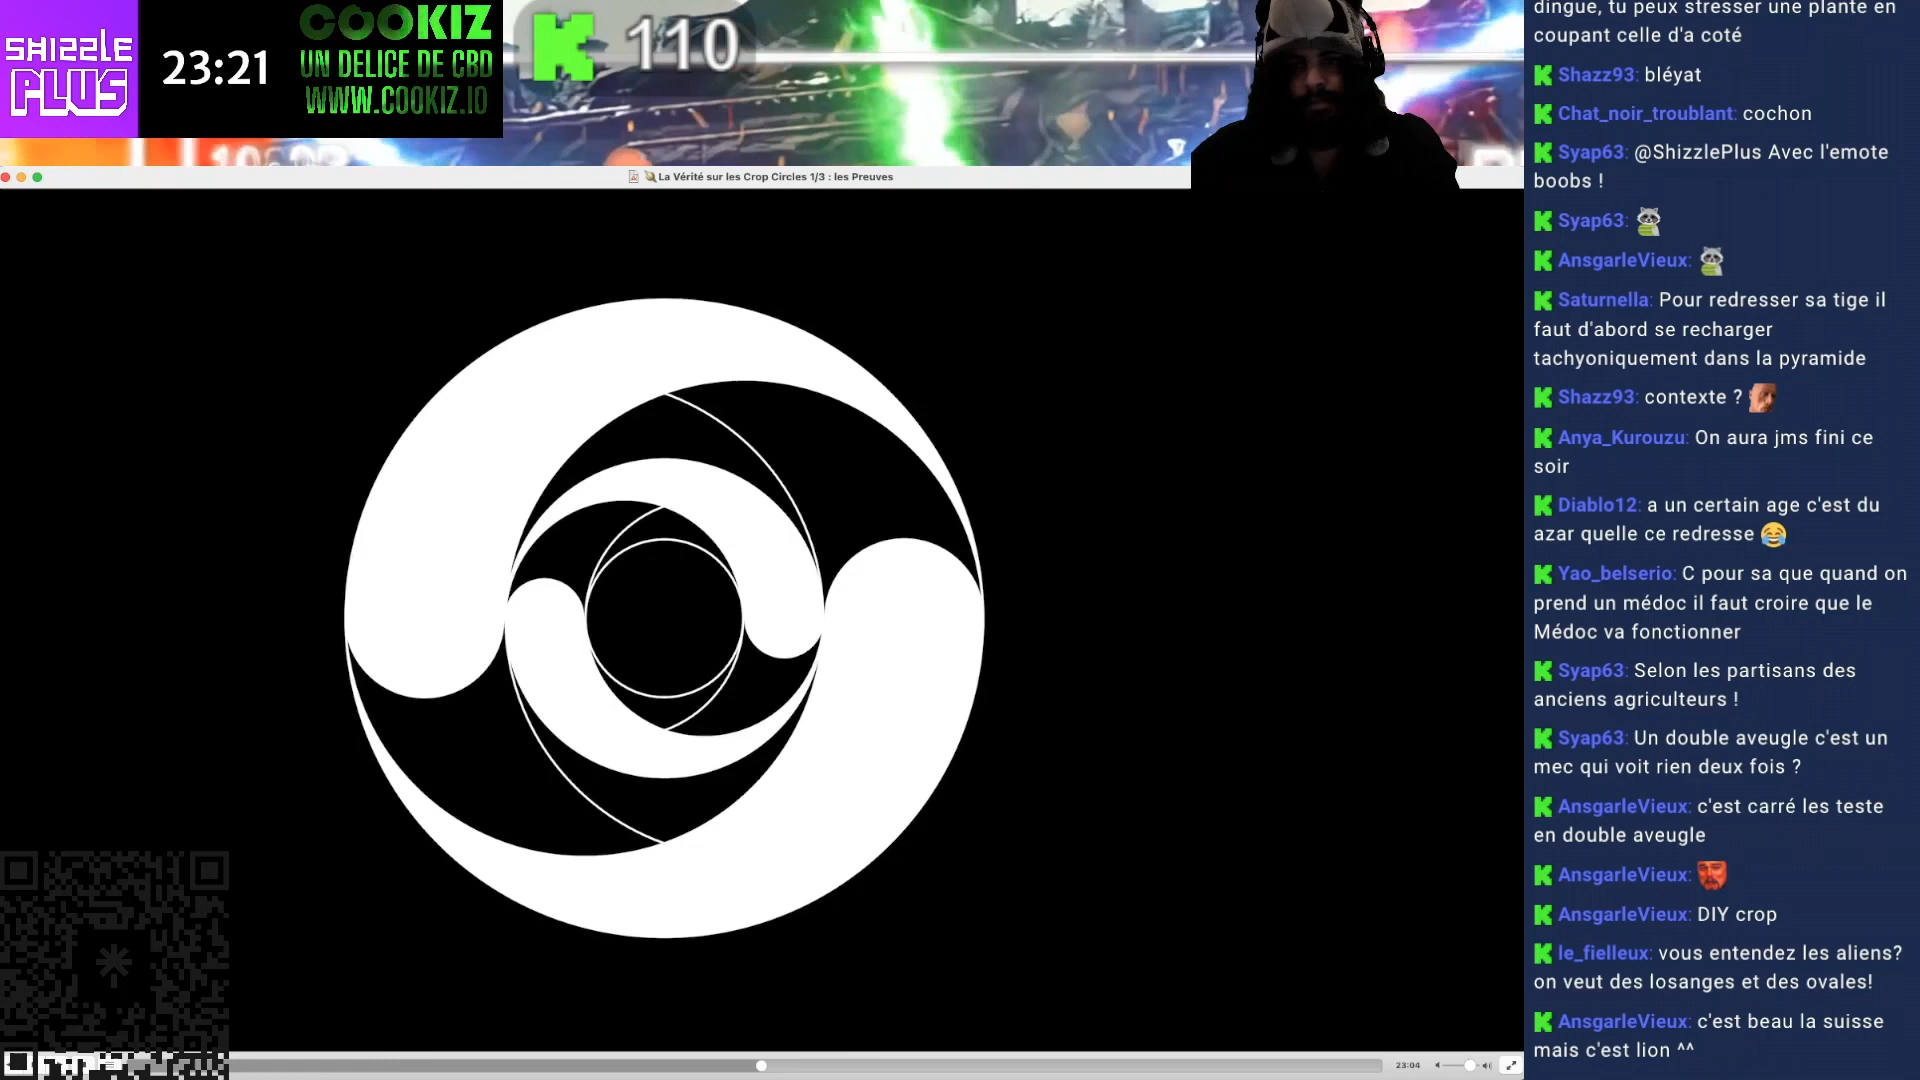 SHIZZLE
PLUS
23:21
COOKIZ
UN DELICE DE CBD
WWW.COOKIZ.IO
110
La Vérité sur les Crop Circles 1/3 : les Preuves
dingue, tu peux stresser une plante en
coupant celle d'a coté
Shazz93: bléyat
Chat_noir_troublant: cochon
Syap63: @ShizzlePlus Avec l'emote
boobs !
Syap63:
AnsgarleVieux:
Saturnella: Pour redresser sa tige il
faut d'abord se recharger
tachyoniquement dans la pyramide
Shazz93: contexte ?
Anya_Kurouzu: On aura jms fini ce
soir
Diablo12: a un certain age c'est du
azar quelle ce redresse 😂
Yao_belserio: C pour sa que quand on
prend un médoc il faut croire que le
Médoc va fonctionner
Syap63: Selon les partisans des
anciens agriculteurs !
Syap63: Un double aveugle c'est un
mec qui voit rien deux fois ?
AnsgarleVieux: c'est carré les teste
en double aveugle
AnsgarleVieux:
AnsgarleVieux: DIY crop
le_fielleux: vous entendez les aliens?
on veut des losanges et des ovales!
AnsgarleVieux: c'est beau la suisse
mais c'est lion ^^
23:04